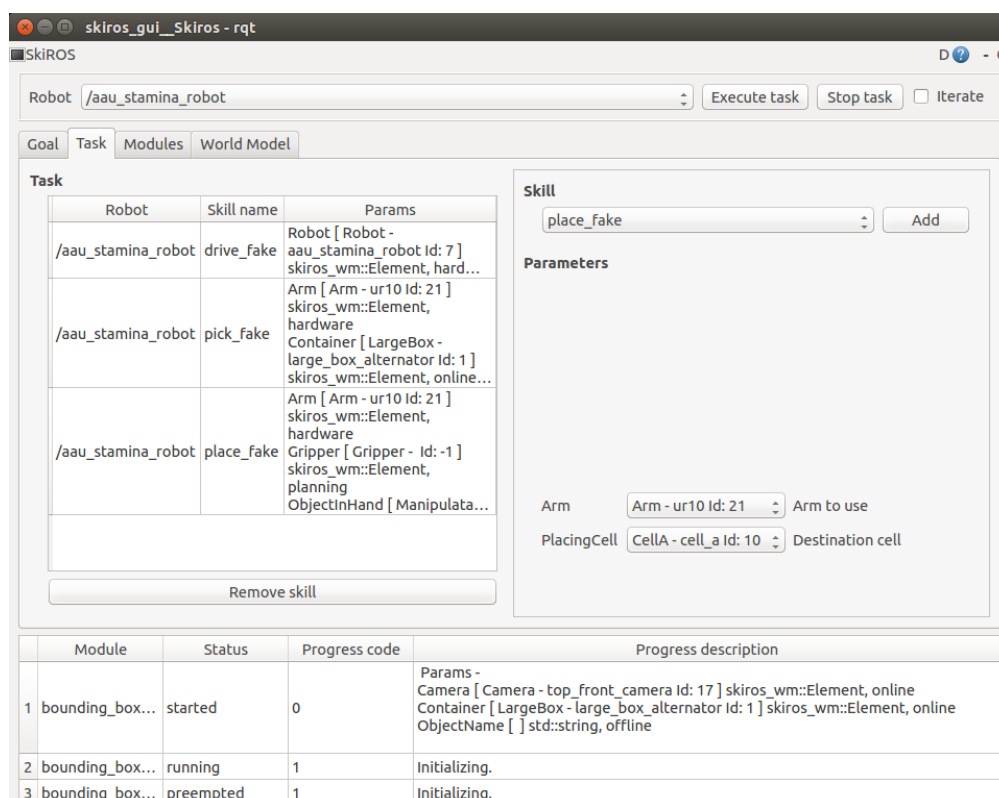 skiros_gui__Skiros - rqt
SkiROS
D
-
Robot
/aau_stamina_robot
Execute task
Stop task
Iterate
Goal
Task
Modules
World Model
Task
Robot
Skill name
Params
/aau_stamina_robot
drive_fake
Robot [ Robot -
aau_stamina_robot Id: 7 ]
skiros_wm::Element, hard...
/aau_stamina_robot
pick_fake
Arm [ Arm - ur10 Id: 21 ]
skiros_wm::Element,
hardware
Container [ LargeBox -
large_box_alternator Id: 1 ]
skiros_wm::Element, online...
/aau_stamina_robot
place_fake
Arm [ Arm - ur10 Id: 21 ]
skiros_wm::Element,
hardware
Gripper [ Gripper -  Id: -1 ]
skiros_wm::Element,
planning
ObjectInHand [ Manipulata...
Remove skill
Skill
place_fake
Add
Parameters
Arm
Arm - ur10 Id: 21
Arm to use
PlacingCell
CellA - cell_a Id: 10
Destination cell
Module
Status
Progress code
Progress description
1
bounding_box...
started
0
Params -
Camera [ Camera - top_front_camera Id: 17 ] skiros_wm::Element, online
Container [ LargeBox - large_box_alternator Id: 1 ] skiros_wm::Element, online
ObjectName [ ] std::string, offline
2
bounding_box...
running
1
Initializing.
3
bounding_box...
preempted
1
Initializing.